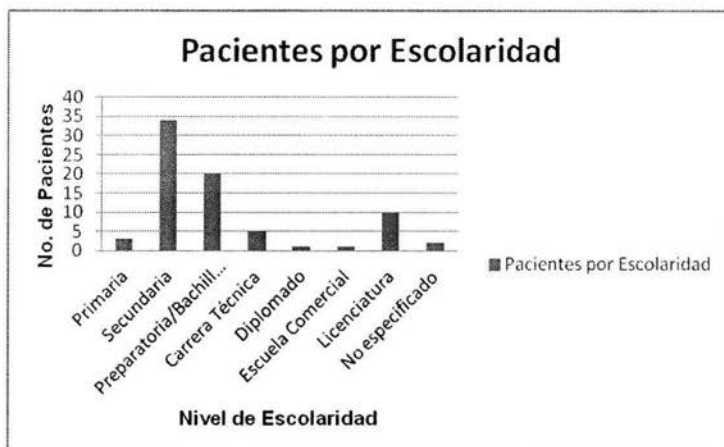 Pacientes por Escolaridad
No. de Pacientes
40
35
30
25
20
15
10
5
0
Primaria
Secundaria
Preparatoria/Bachill...
Carrera Técnica
Diplomado
Escuela Comercial
Licenciatura
No especificado
Nivel de Escolaridad
Pacientes por Escolaridad